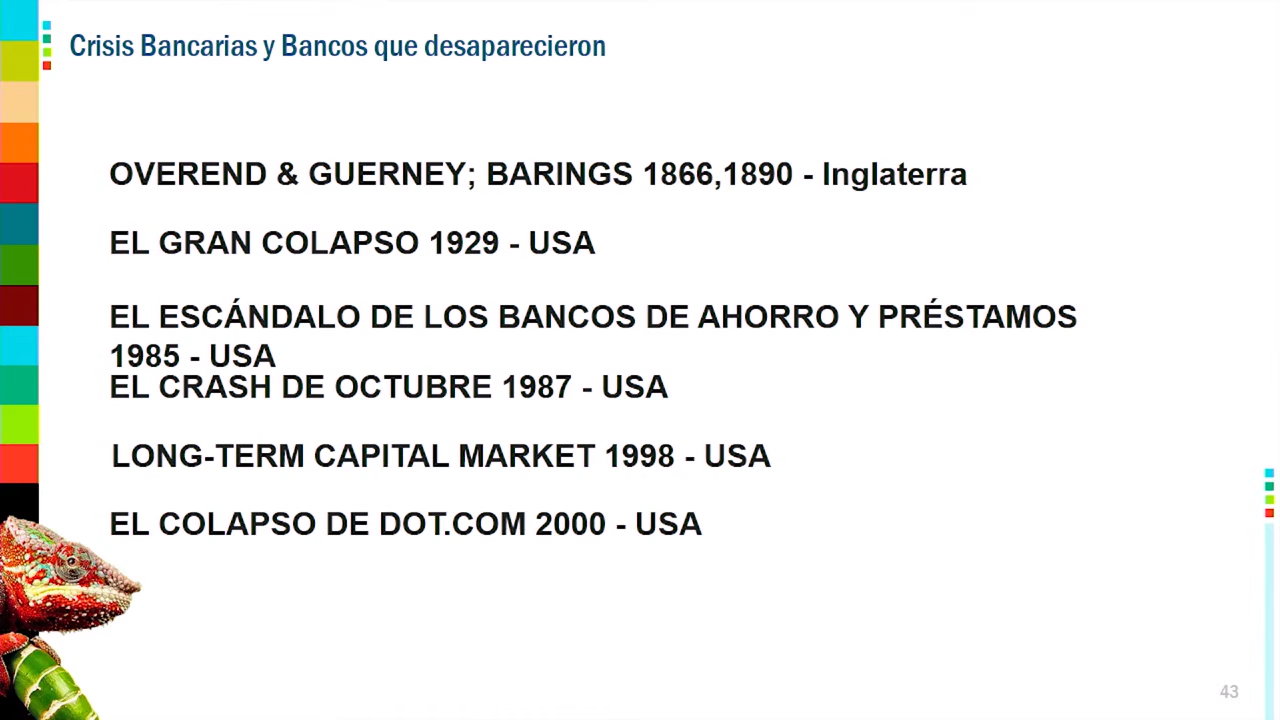 Crisis Bancarias y Bancos que desaparecieron
OVEREND & GUERNEY; BARINGS 1866,1890 - Inglaterra
EL GRAN COLAPSO 1929 - USA
EL ESCÁNDALO DE LOS BANCOS DE AHORRO Y PRÉSTAMOS
1985 - USA
EL CRASH DE OCTUBRE 1987 - USA
LONG-TERM CAPITAL MARKET 1998 - USA
EL COLAPSO DE DOT.COM 2000 - USA
43